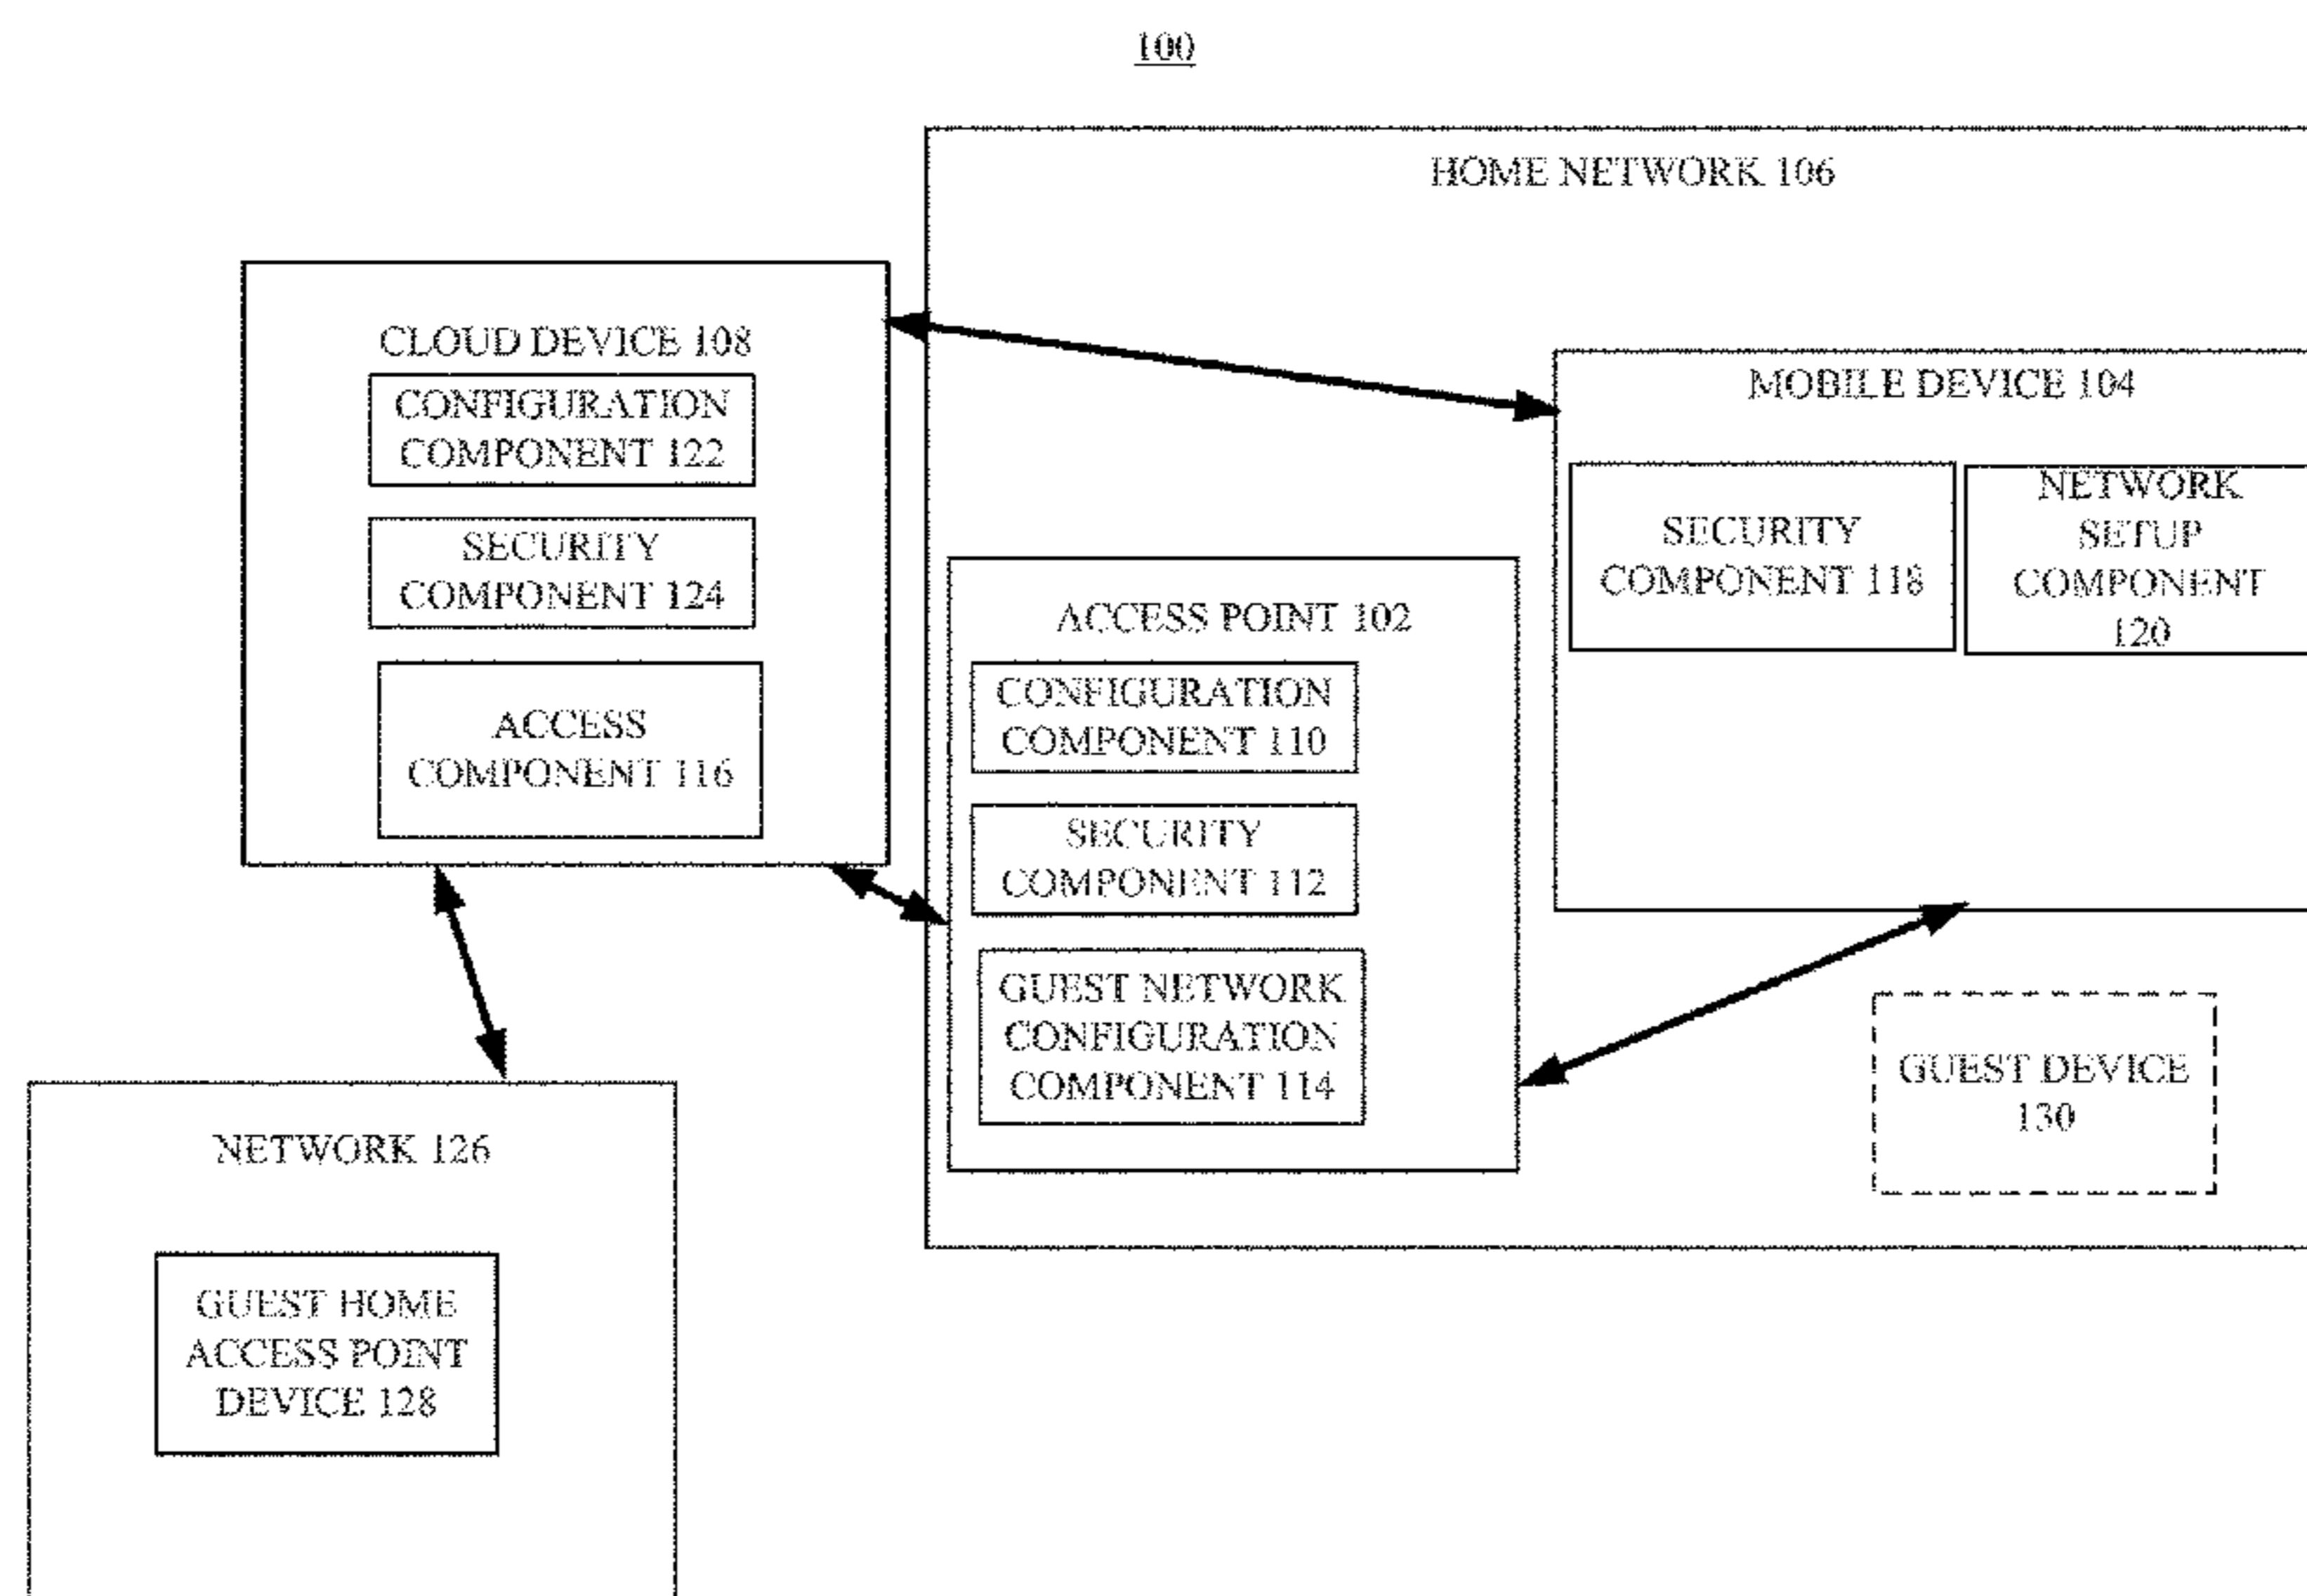 100
HOME NETWORK 106
CLOUD DEVICE 108
CONFIGURATION
COMPONENT 122
SECURITY
COMPONENT 124
ACCESS
COMPONENT 116
MOBILE DEVICE 104
SECURITY
COMPONENT 118
NETWORK
SETUP
COMPONENT
120
ACCESS POINT 102
CONFIGURATION
COMPONENT 110
SECURITY
COMPONENT 112
GUEST NETWORK
CONFIGURATION
COMPONENT 114
GUEST DEVICE
130
NETWORK 126
GUEST HOME
ACCESS POINT
DEVICE 128